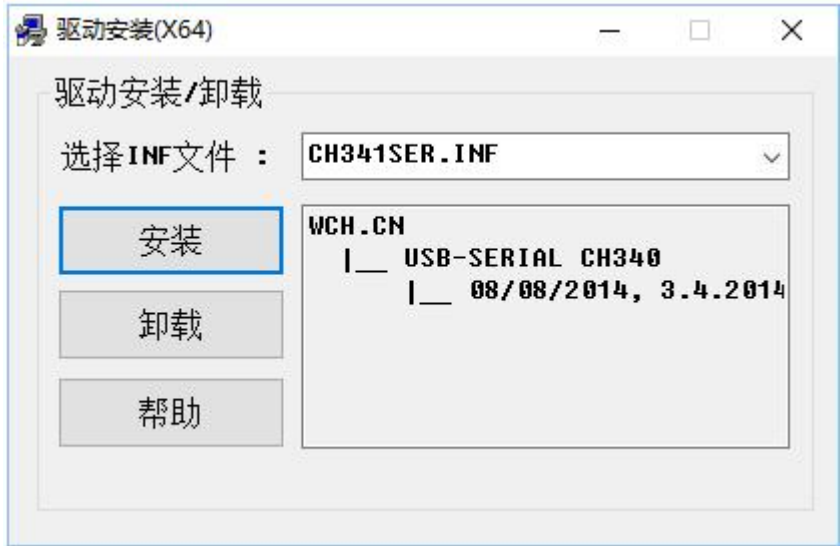 驱动安装(X64)
驱动安装/卸载
选择INF文件 : CH341SER.INF
安装
卸载
帮助
WCH.CN
|__ USB-SERIAL CH340
|__ 08/08/2014, 3.4.2014